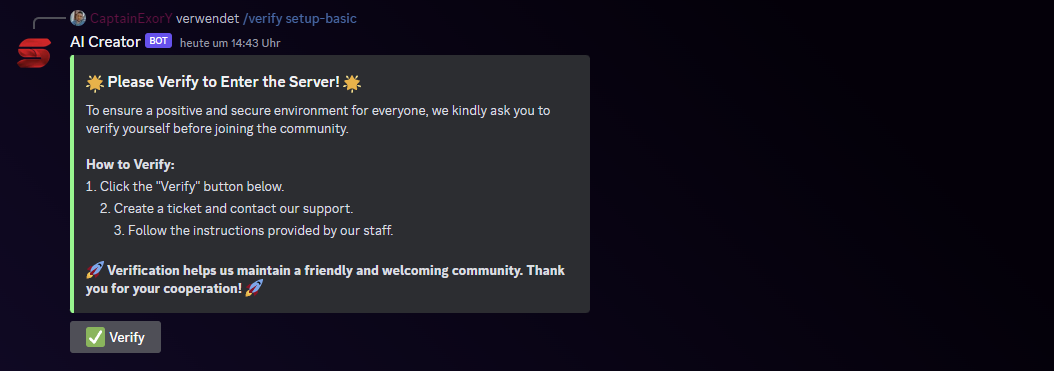 CaptainExorY verwendet /verify setup-basic
AI Creator BOT heute um 14:43 Uhr
Please Verify to Enter the Server!
To ensure a positive and secure environment for everyone, we kindly ask you to
verify yourself before joining the community.
How to Verify:
1. Click the "Verify" button below.
2. Create a ticket and contact our support.
3. Follow the instructions provided by our staff.
Verification helps us maintain a friendly and welcoming community. Thank
you for your cooperation!
Verify